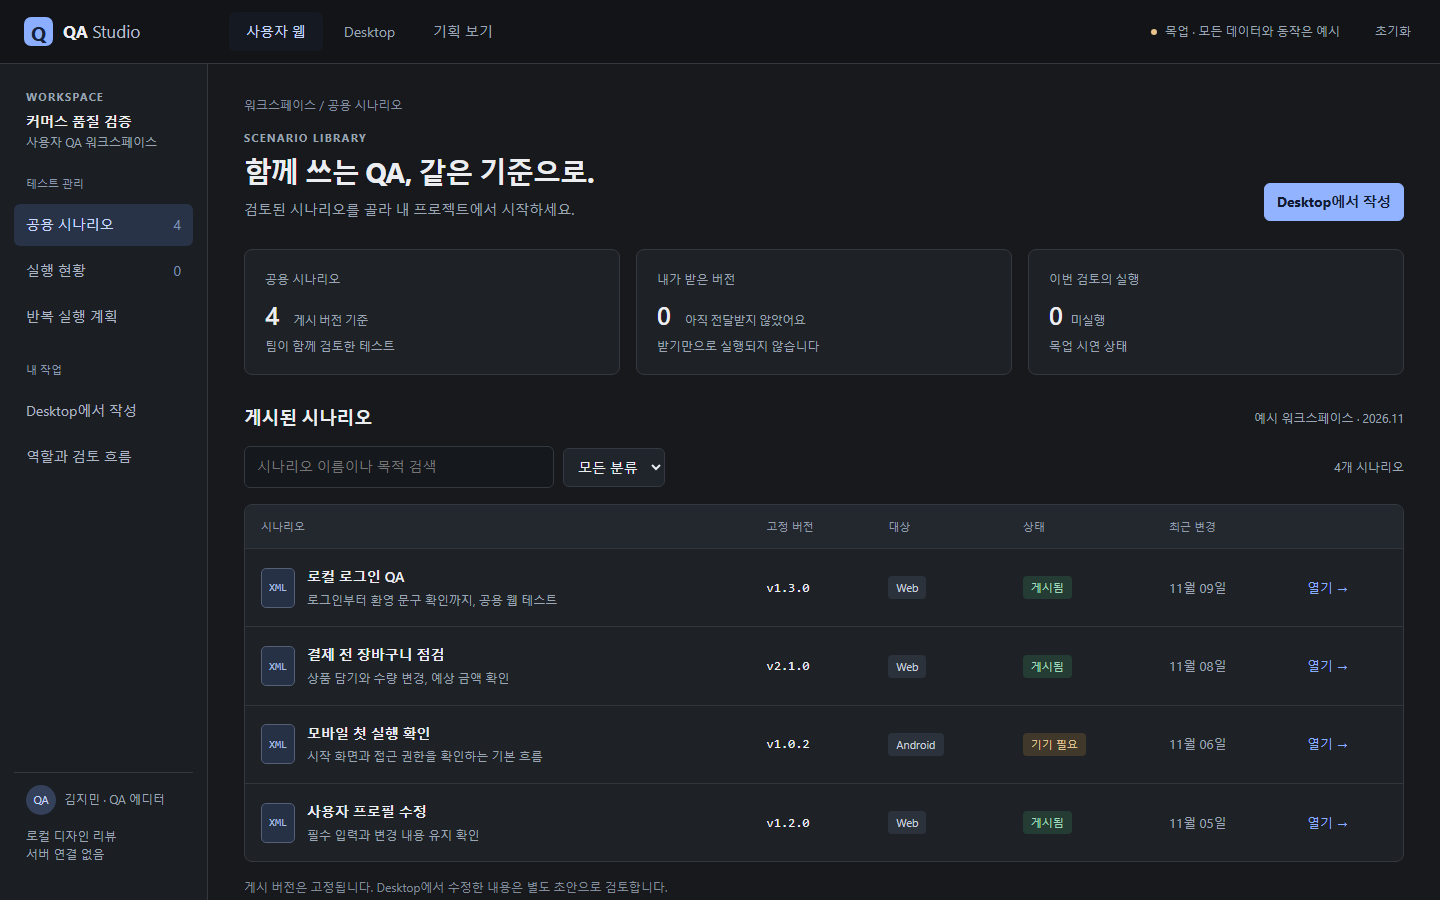 Q QA Studio
사용자 웹
Desktop
기획 보기
목업 · 모든 데이터와 동작은 예시
초기화
WORKSPACE
커머스 품질 검증
사용자 QA 워크스페이스
테스트 관리
공용 시나리오 4
실행 현황 0
반복 실행 계획
내 작업
Desktop에서 작성
역할과 검토 흐름
QA 김지민 · QA 에디터
로컬 디자인 리뷰
서버 연결 없음
워크스페이스 / 공용 시나리오
SCENARIO LIBRARY
함께 쓰는 QA, 같은 기준으로.
검토된 시나리오를 골라 내 프로젝트에서 시작하세요.
Desktop에서 작성
공용 시나리오
4 게시 버전 기준
팀이 함께 검토한 테스트
내가 받은 버전
0 아직 전달받지 않았어요
받기만으로 실행되지 않습니다
이번 검토의 실행
0 미실행
목업 시연 상태
게시된 시나리오
예시 워크스페이스 · 2026.11
시나리오 이름이나 목적 검색
모든 분류
4개 시나리오
시나리오 고정 버전 대상 상태 최근 변경
XML 로컬 로그인 QA v1.3.0 Web 게시됨 11월 09일 열기 →
로그인부터 환영 문구 확인까지, 공용 웹 테스트
XML 결제 전 장바구니 점검 v2.1.0 Web 게시됨 11월 08일 열기 →
상품 담기와 수량 변경, 예상 금액 확인
XML 모바일 첫 실행 확인 v1.0.2 Android 기기 필요 11월 06일 열기 →
시작 화면과 접근 권한을 확인하는 기본 흐름
XML 사용자 프로필 수정 v1.2.0 Web 게시됨 11월 05일 열기 →
필수 입력과 변경 내용 유지 확인
게시 버전은 고정됩니다. Desktop에서 수정한 내용은 별도 초안으로 검토합니다.